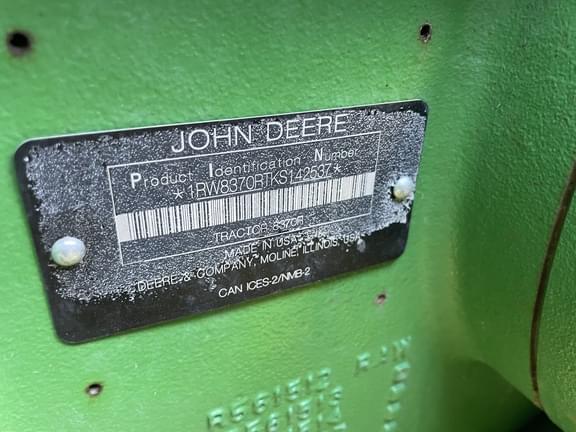 JOHN DEERE
Product Identification Number
*1RW8370RTKS142537*
TRACTOR 8370R
MADE IN USA
DEERE & COMPANY, MOLINE, ILLINOIS, USA
CAN ICES-2/NMB-2
R561513